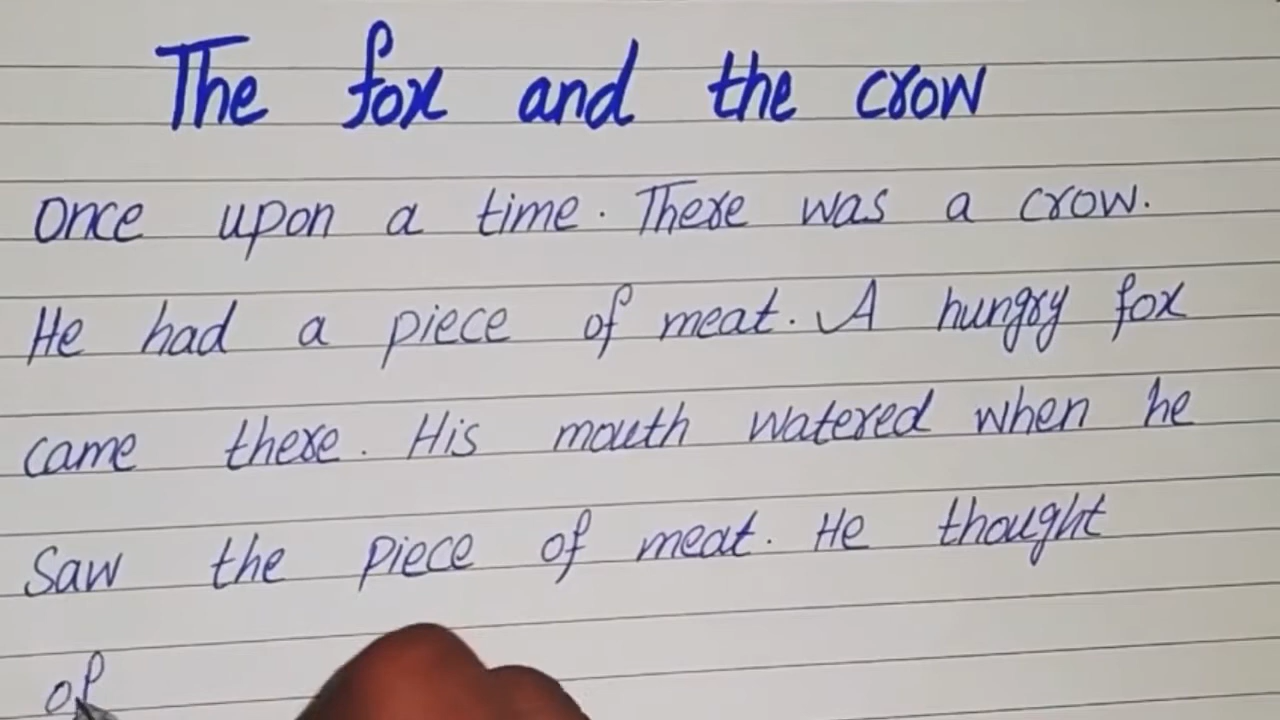 The fox and the crow
Once upon a time. There was a crow.
He had a piece of meat. A hungry fox
came there. His mouth watered when he
Saw the piece of meat. He thought
of